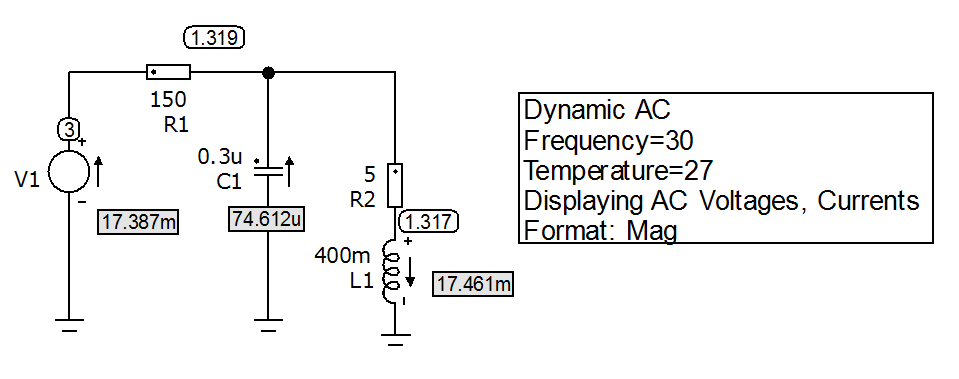 1.319
150
R1
3
+
V1
-
17.387m
0.3u
C1
74.612u
5
R2
1.317
400m
L1
+
-
17.461m
Dynamic AC
Frequency=30
Temperature=27
Displaying AC Voltages, Currents
Format: Mag